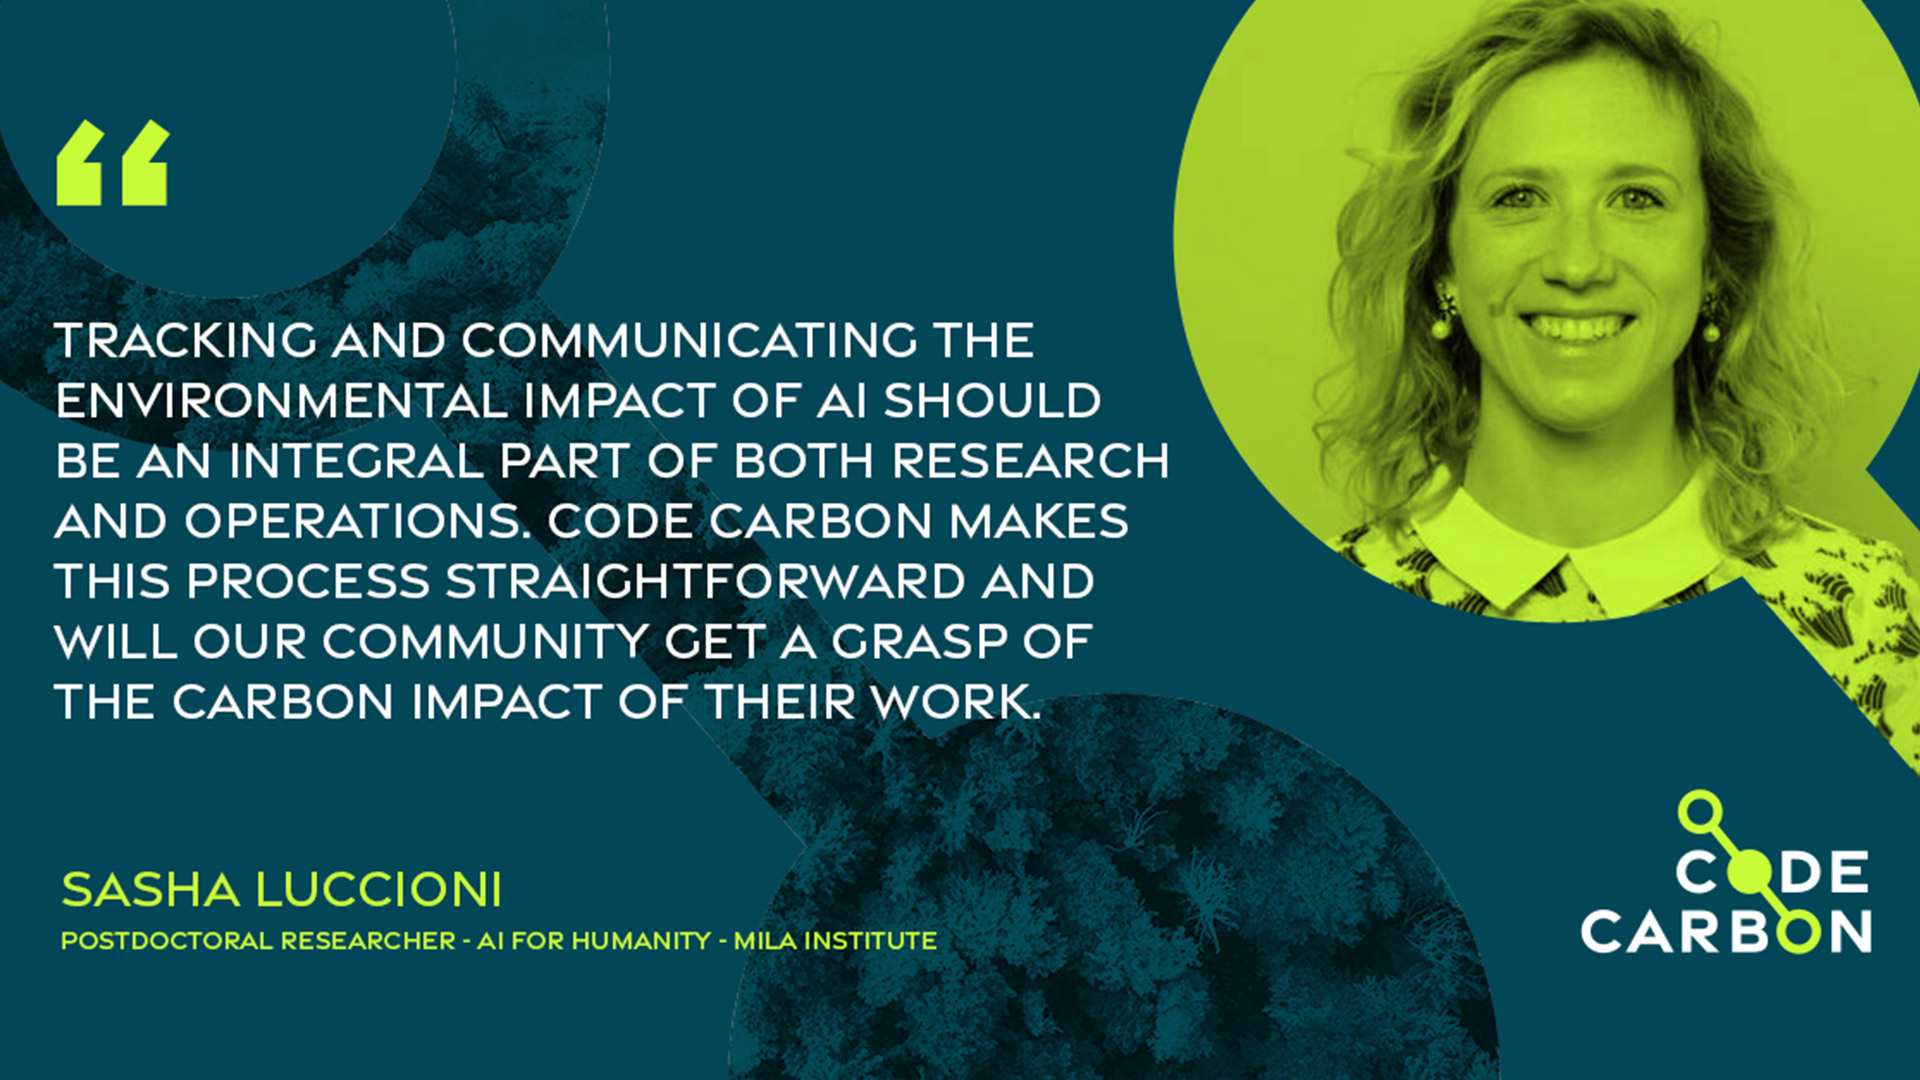 “
TRACKING AND COMMUNICATING THE
ENVIRONMENTAL IMPACT OF AI SHOULD
BE AN INTEGRAL PART OF BOTH RESEARCH
AND OPERATIONS. CODE CARBON MAKES
THIS PROCESS STRAIGHTFORWARD AND
WILL OUR COMMUNITY GET A GRASP OF
THE CARBON IMPACT OF THEIR WORK.
SASHA LUCCIONI
POSTDOCTORAL RESEARCHER - AI FOR HUMANITY - MILA INSTITUTE
CODE
CARBON